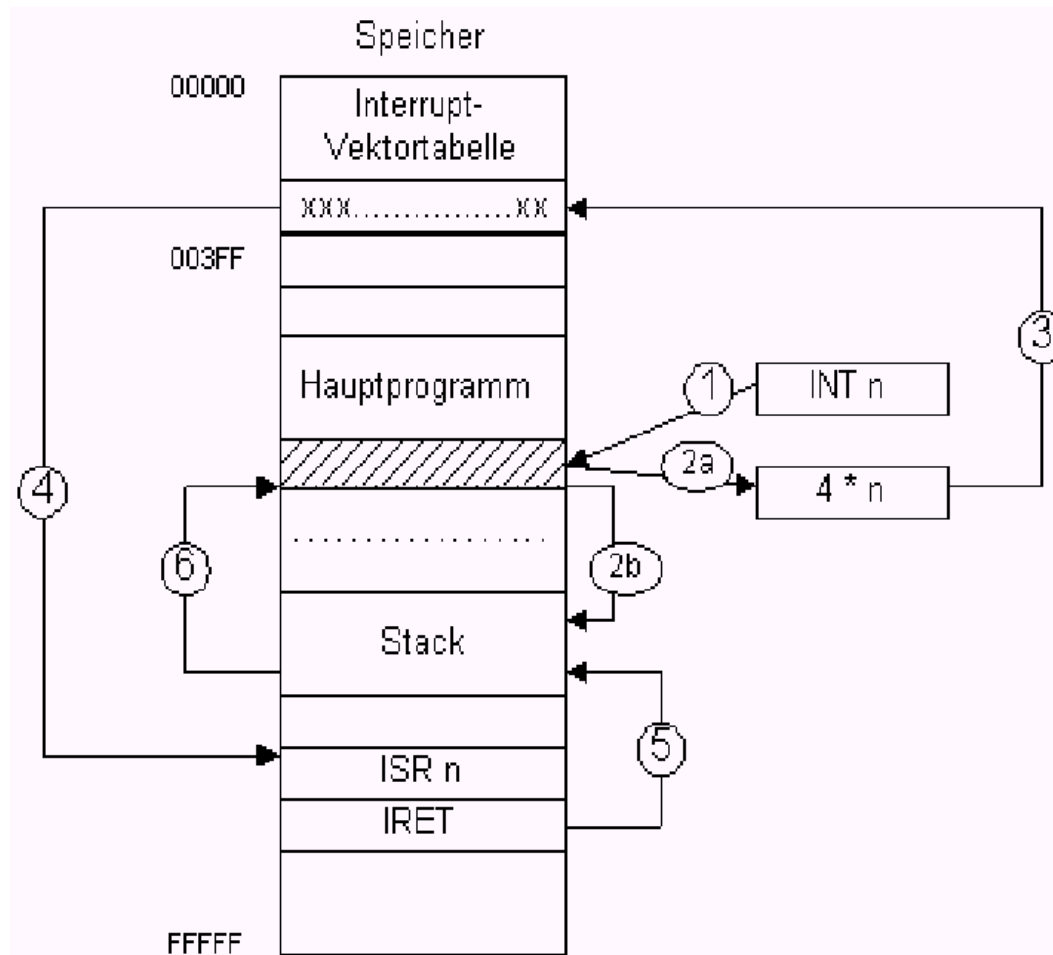 Speicher
00000
Interrupt-
Vektortabelle
xxx...............xx
003FF
3
Hauptprogramm
1
INT n
2a
4 * n
4
6
..................
2b
Stack
5
ISR n
IRET
FFFFF